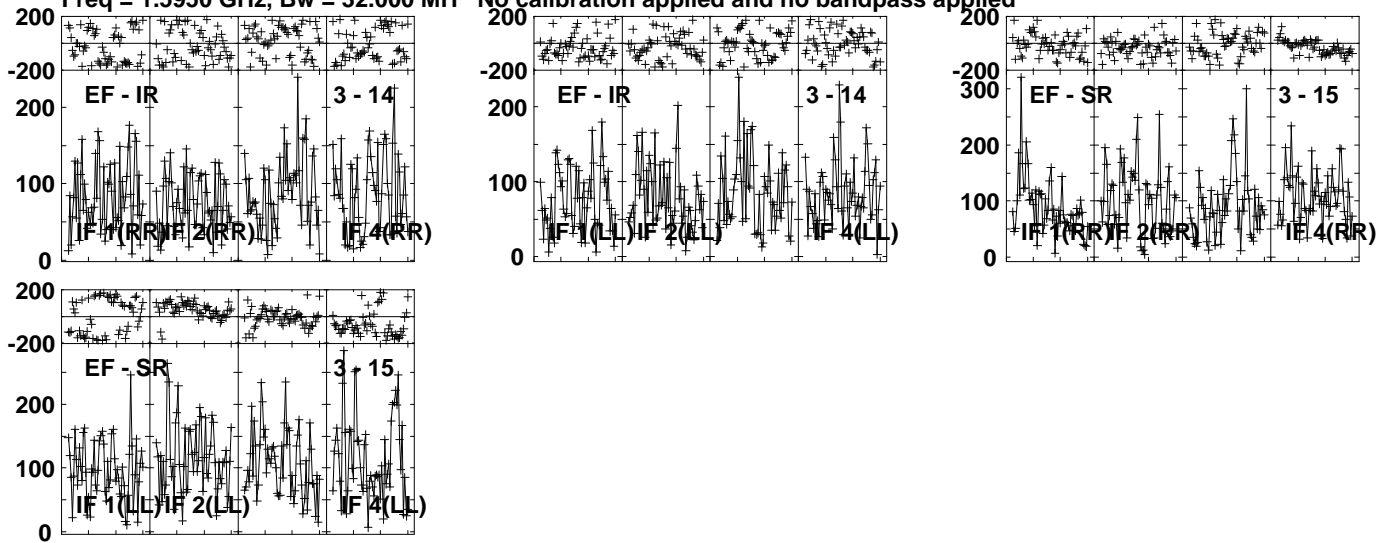 Freq = 1.5950 GHz, Bw = 32.000 MH No calibration applied and no bandpass applied
200
-200
200
100
0
EF - IR
3 - 14
IF 1(RR)
IF 2(RR)
IF 4(RR)
200
-200
200
100
0
EF - IR
3 - 14
IF 1(LL)
IF 2(LL)
IF 4(LL)
200
-200
300
200
100
0
EF - SR
3 - 15
IF 1(RR)
IF 2(RR)
IF 4(RR)
200
-200
200
100
0
EF - SR
3 - 15
IF 1(LL)
IF 2(LL)
IF 4(LL)